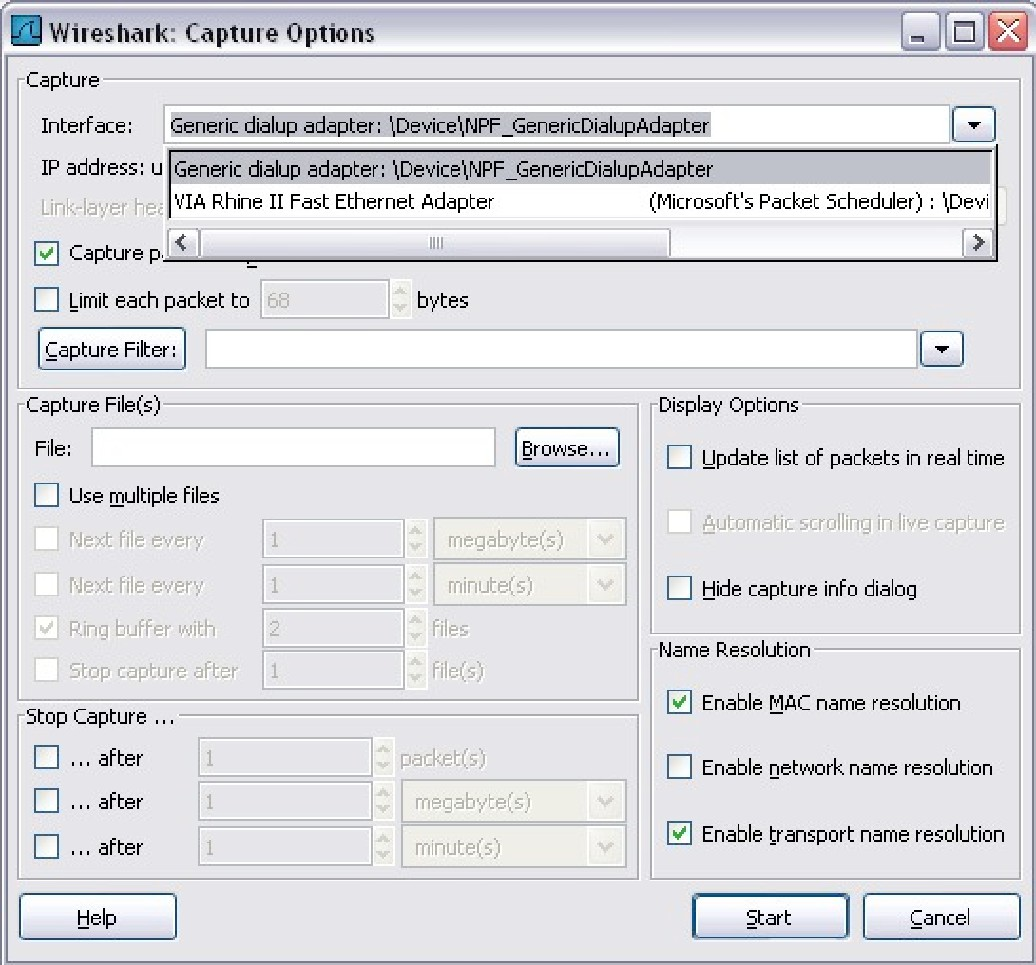 Wireshark: Capture Options
Capture
Interface: Generic dialup adapter: \Device\NPF_GenericDialupAdapter
IP address: u
Generic dialup adapter: \Device\NPF_GenericDialupAdapter
VIA Rhine II Fast Ethernet Adapter (Microsoft's Packet Scheduler) : \Devi
Link-layer hea
Capture p
Limit each packet to 68 bytes
Capture Filter:
Capture File(s)
File: Browse...
Use multiple files
Next file every 1 megabyte(s)
Next file every 1 minute(s)
Ring buffer with 2 files
Stop capture after 1 file(s)
Stop Capture ...
... after 1 packet(s)
... after 1 megabyte(s)
... after 1 minute(s)
Display Options
Update list of packets in real time
Automatic scrolling in live capture
Hide capture info dialog
Name Resolution
Enable MAC name resolution
Enable network name resolution
Enable transport name resolution
Help Start Cancel